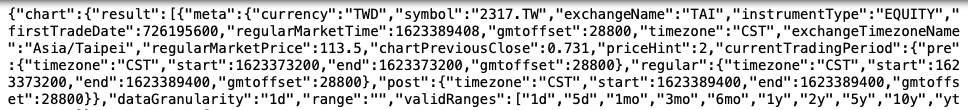 {"chart":{"result":[{"meta":{"currency":"TWD","symbol":"2317.TW","exchangeName":"TAI","instrumentType":"EQUITY","
firstTradeDate":726195600,"regularMarketTime":1623389408,"gmtoffset":28800,"timezone":"CST","exchangeTimezoneName
":"Asia/Taipei","regularMarketPrice":113.5,"chartPreviousClose":0.731,"priceHint":2,"currentTradingPeriod":{"pre"
:{"timezone":"CST","start":1623373200,"end":1623373200,"gmtoffset":28800},"regular":{"timezone":"CST","start":162
3373200,"end":1623389400,"gmtoffset":28800},"post":{"timezone":"CST","start":1623389400,"end":1623389400,"gmtoffs
et":28800}},"dataGranularity":"1d","range":"","validRanges":["1d","5d","1mo","3mo","6mo","1y","2y","5y","10y","yt